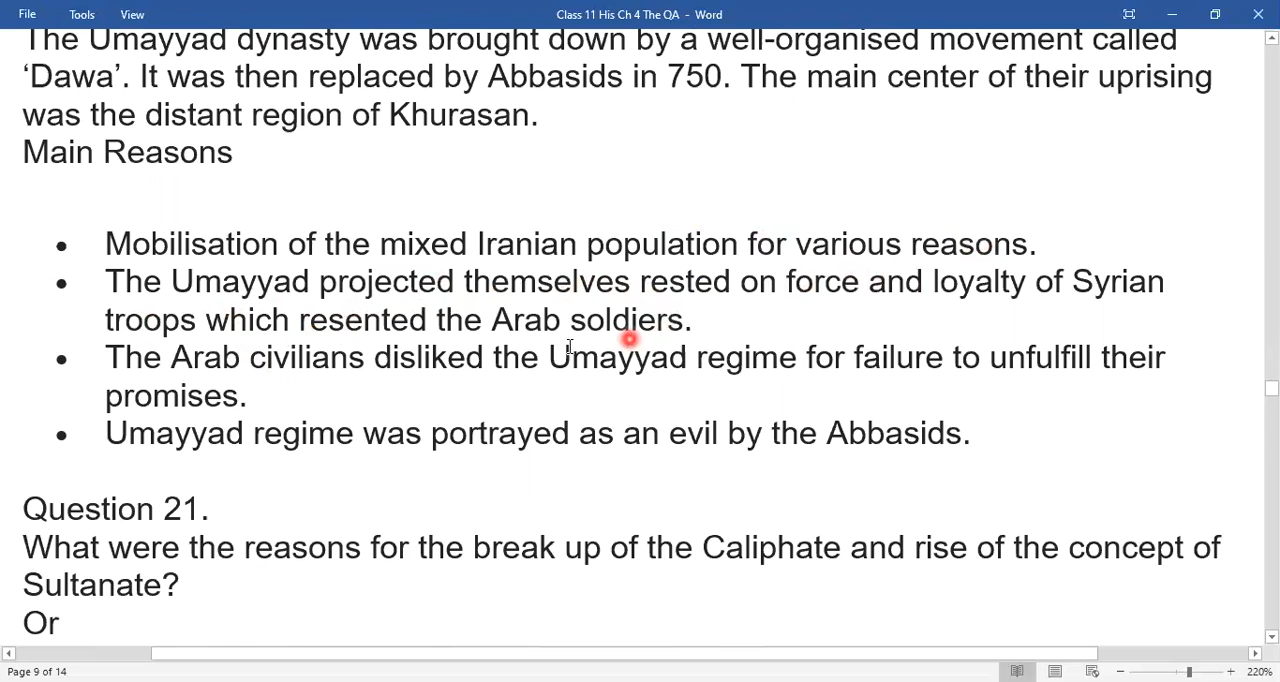 File Tools View Class 11 His Ch 4 The QA - Word
The Umayyad dynasty was brought down by a well-organised movement called
‘Dawa’. It was then replaced by Abbasids in 750. The main center of their uprising
was the distant region of Khurasan.
Main Reasons
• Mobilisation of the mixed Iranian population for various reasons.
• The Umayyad projected themselves rested on force and loyalty of Syrian
troops which resented the Arab soldiers.
• The Arab civilians disliked the Umayyad regime for failure to unfulfill their
promises.
• Umayyad regime was portrayed as an evil by the Abbasids.
Question 21.
What were the reasons for the break up of the Caliphate and rise of the concept of
Sultanate?
Or
Page 9 of 14 220%